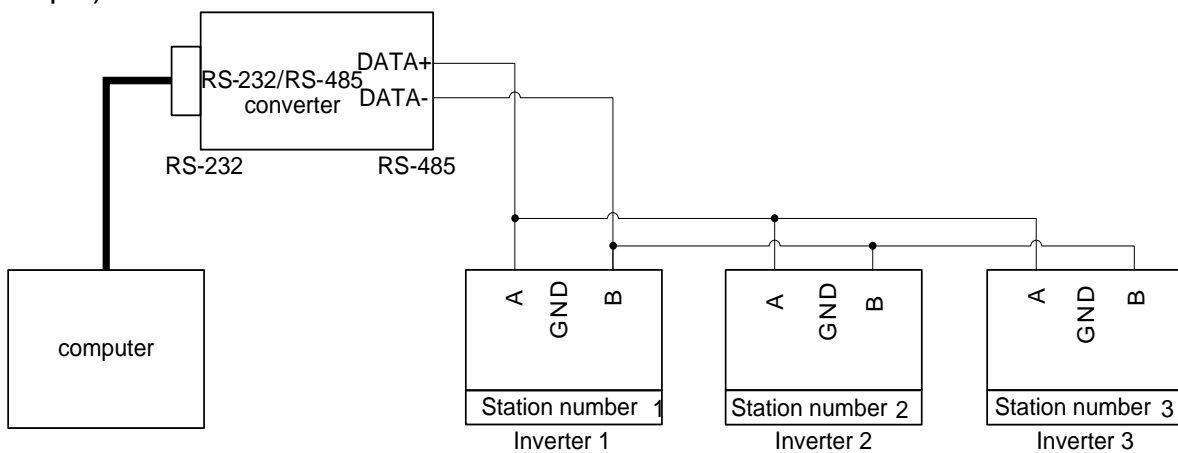 RS-232/RS-485
converter
DATA+
DATA-
RS-232
RS-485
computer
A
GND
B
Station number 1
Inverter 1
A
GND
B
Station number 2
Inverter 2
A
GND
B
Station number 3
Inverter 3